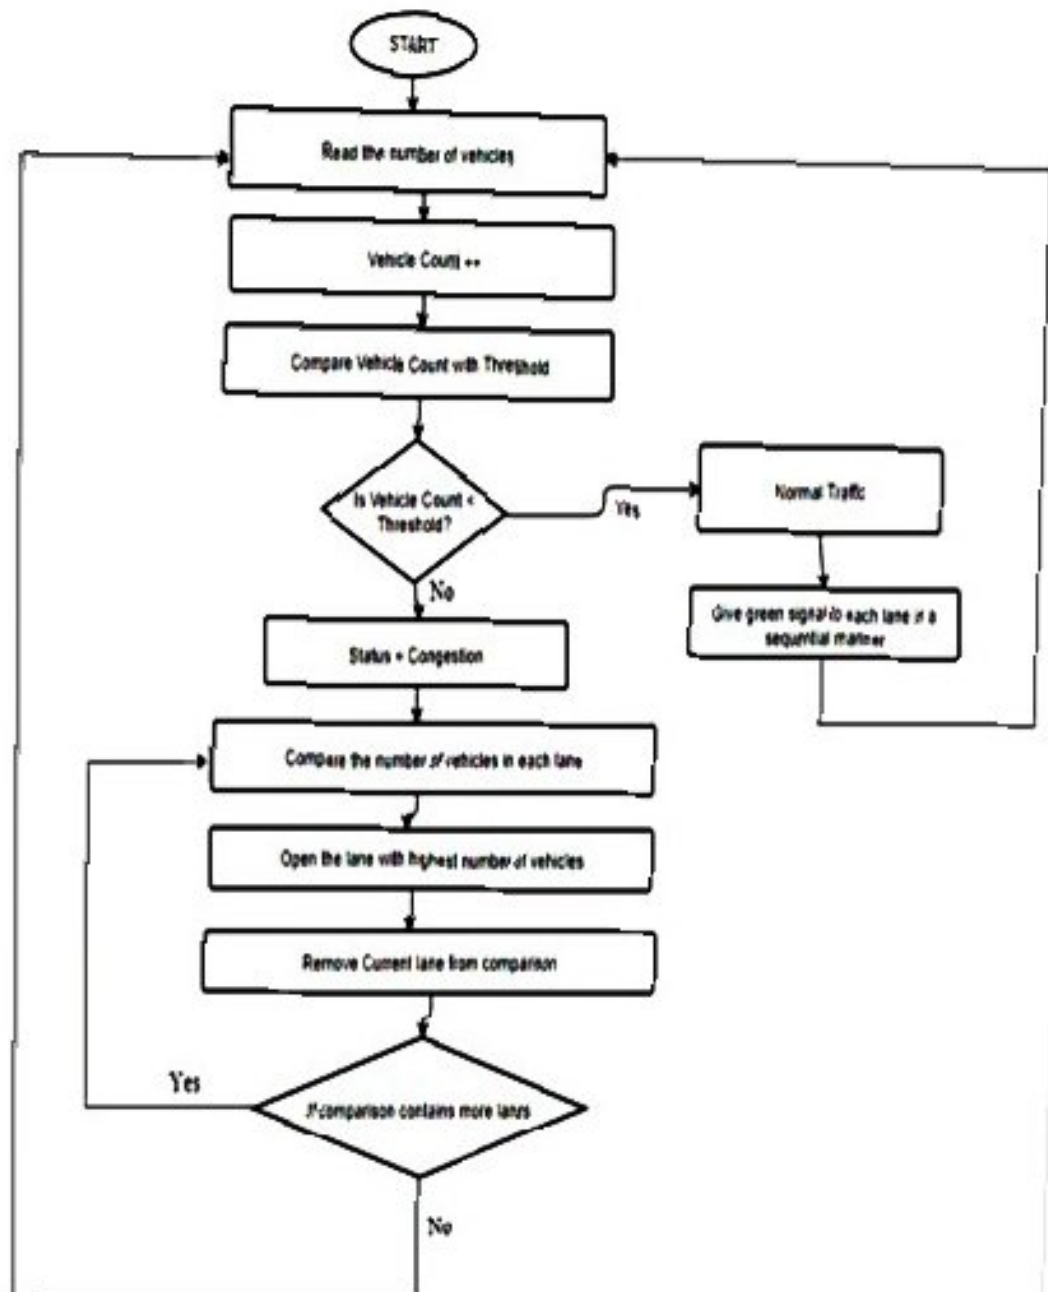 START
Read the number of vehicles
Vehicle Count ++
Compare Vehicle Count with Threshold
Is Vehicle Count <
Threshold?
Yes
Normal Traffic
Give green signal to each lane in a
sequential manner
No
Status = Congestion
Compare the number of vehicles in each lane
Open the lane with highest number of vehicles
Remove Current lane from comparison
Yes
If comparison contains more lanes
No